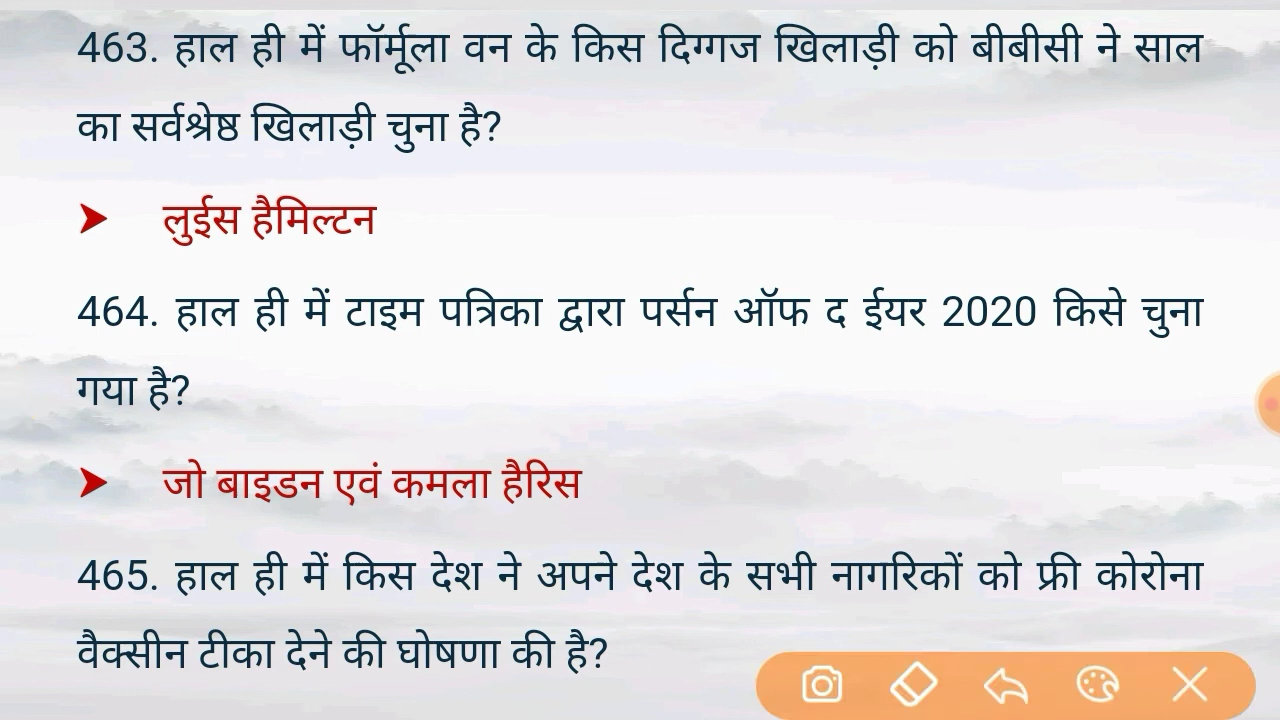 463. हाल ही में फॉर्मूला वन के किस दिग्गज खिलाड़ी को बीबीसी ने साल
का सर्वश्रेष्ठ खिलाड़ी चुना है?
➤ लुईस हैमिल्टन
464. हाल ही में टाइम पत्रिका द्वारा पर्सन ऑफ द ईयर 2020 किसे चुना
गया है?
➤ जो बाइडन एवं कमला हैरिस
465. हाल ही में किस देश ने अपने देश के सभी नागरिकों को फ्री कोरोना
वैक्सीन टीका देने की घोषणा की है?